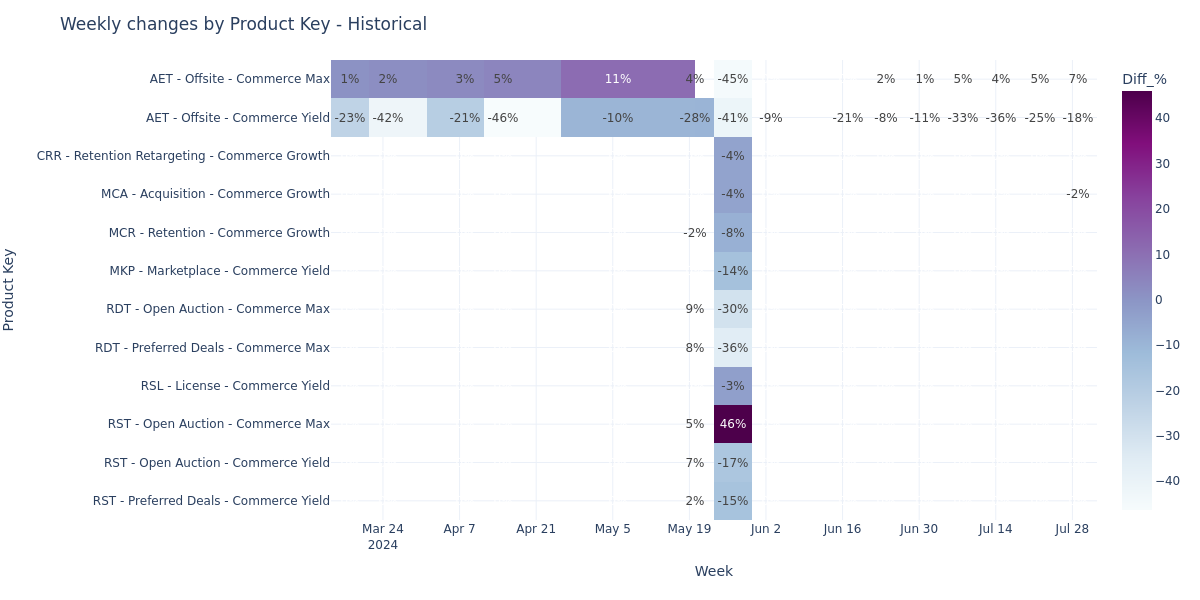 Weekly changes by Product Key - Historical
AET - Offsite - Commerce Max 1% 2% 3% 5% 11% 4% -45% 2% 1% 5% 4% 5% 7%
AET - Offsite - Commerce Yield -23% -42% -21% -46% -10% -28% -41% -9% -21% -8% -11% -33% -36% -25% -18%
CRR - Retention Retargeting - Commerce Growth -4%
MCA - Acquisition - Commerce Growth -4% -2%
MCR - Retention - Commerce Growth -2% -8%
MKP - Marketplace - Commerce Yield -14%
RDT - Open Auction - Commerce Max 9% -30%
RDT - Preferred Deals - Commerce Max 8% -36%
RSL - License - Commerce Yield -3%
RST - Open Auction - Commerce Max 5% 46%
RST - Open Auction - Commerce Yield 7% -17%
RST - Preferred Deals - Commerce Yield 2% -15%
Mar 24 Apr 7 Apr 21 May 5 May 19 Jun 2 Jun 16 Jun 30 Jul 14 Jul 28
2024
Week
Product Key
Diff_%
40
30
20
10
0
−10
−20
−30
−40